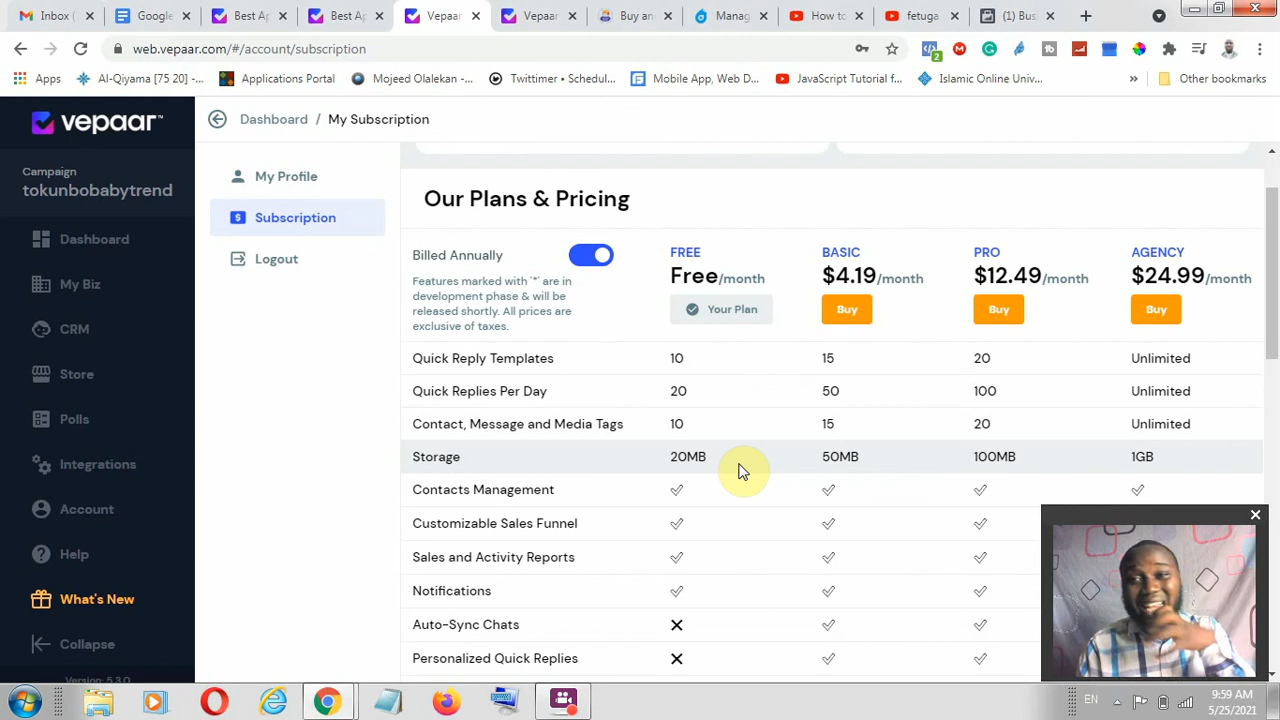 Inbox (
Google
Best Ap
Best Ap
Vepaar
Vepaar
Buy an
Manag
How to
fetuga
(1) Bus
web.vepaar.com/#/account/subscription
2
Apps
Al-Qiyama [75 20] -...
Applications Portal
Mojeed Olalekan...
Twittimer • Schedul...
Mobile App, Web D...
JavaScript Tutorial f...
Islamic Online Univ...
»
Other bookmarks
vepaar™
Campaign
tokunbobabytrend
Dashboard
My Biz
CRM
Store
Polls
Integrations
Account
Help
What's New
Collapse
Version: 5.3.0
Dashboard / My Subscription
My Profile
Subscription
Logout
Our Plans & Pricing
Billed Annually
Features marked with '*' are in
development phase & will be
released shortly. All prices are
exclusive of taxes.
FREE
Free/month
Your Plan
BASIC
$4.19/month
Buy
PRO
$12.49/month
Buy
AGENCY
$24.99/month
Buy
Quick Reply Templates 10 15 20 Unlimited
Quick Replies Per Day 20 50 100 Unlimited
Contact, Message and Media Tags 10 15 20 Unlimited
Storage 20MB 50MB 100MB 1GB
Contacts Management
Customizable Sales Funnel
Sales and Activity Reports
Notifications
Auto-Sync Chats
Personalized Quick Replies
EN
9:59 AM
5/25/2021